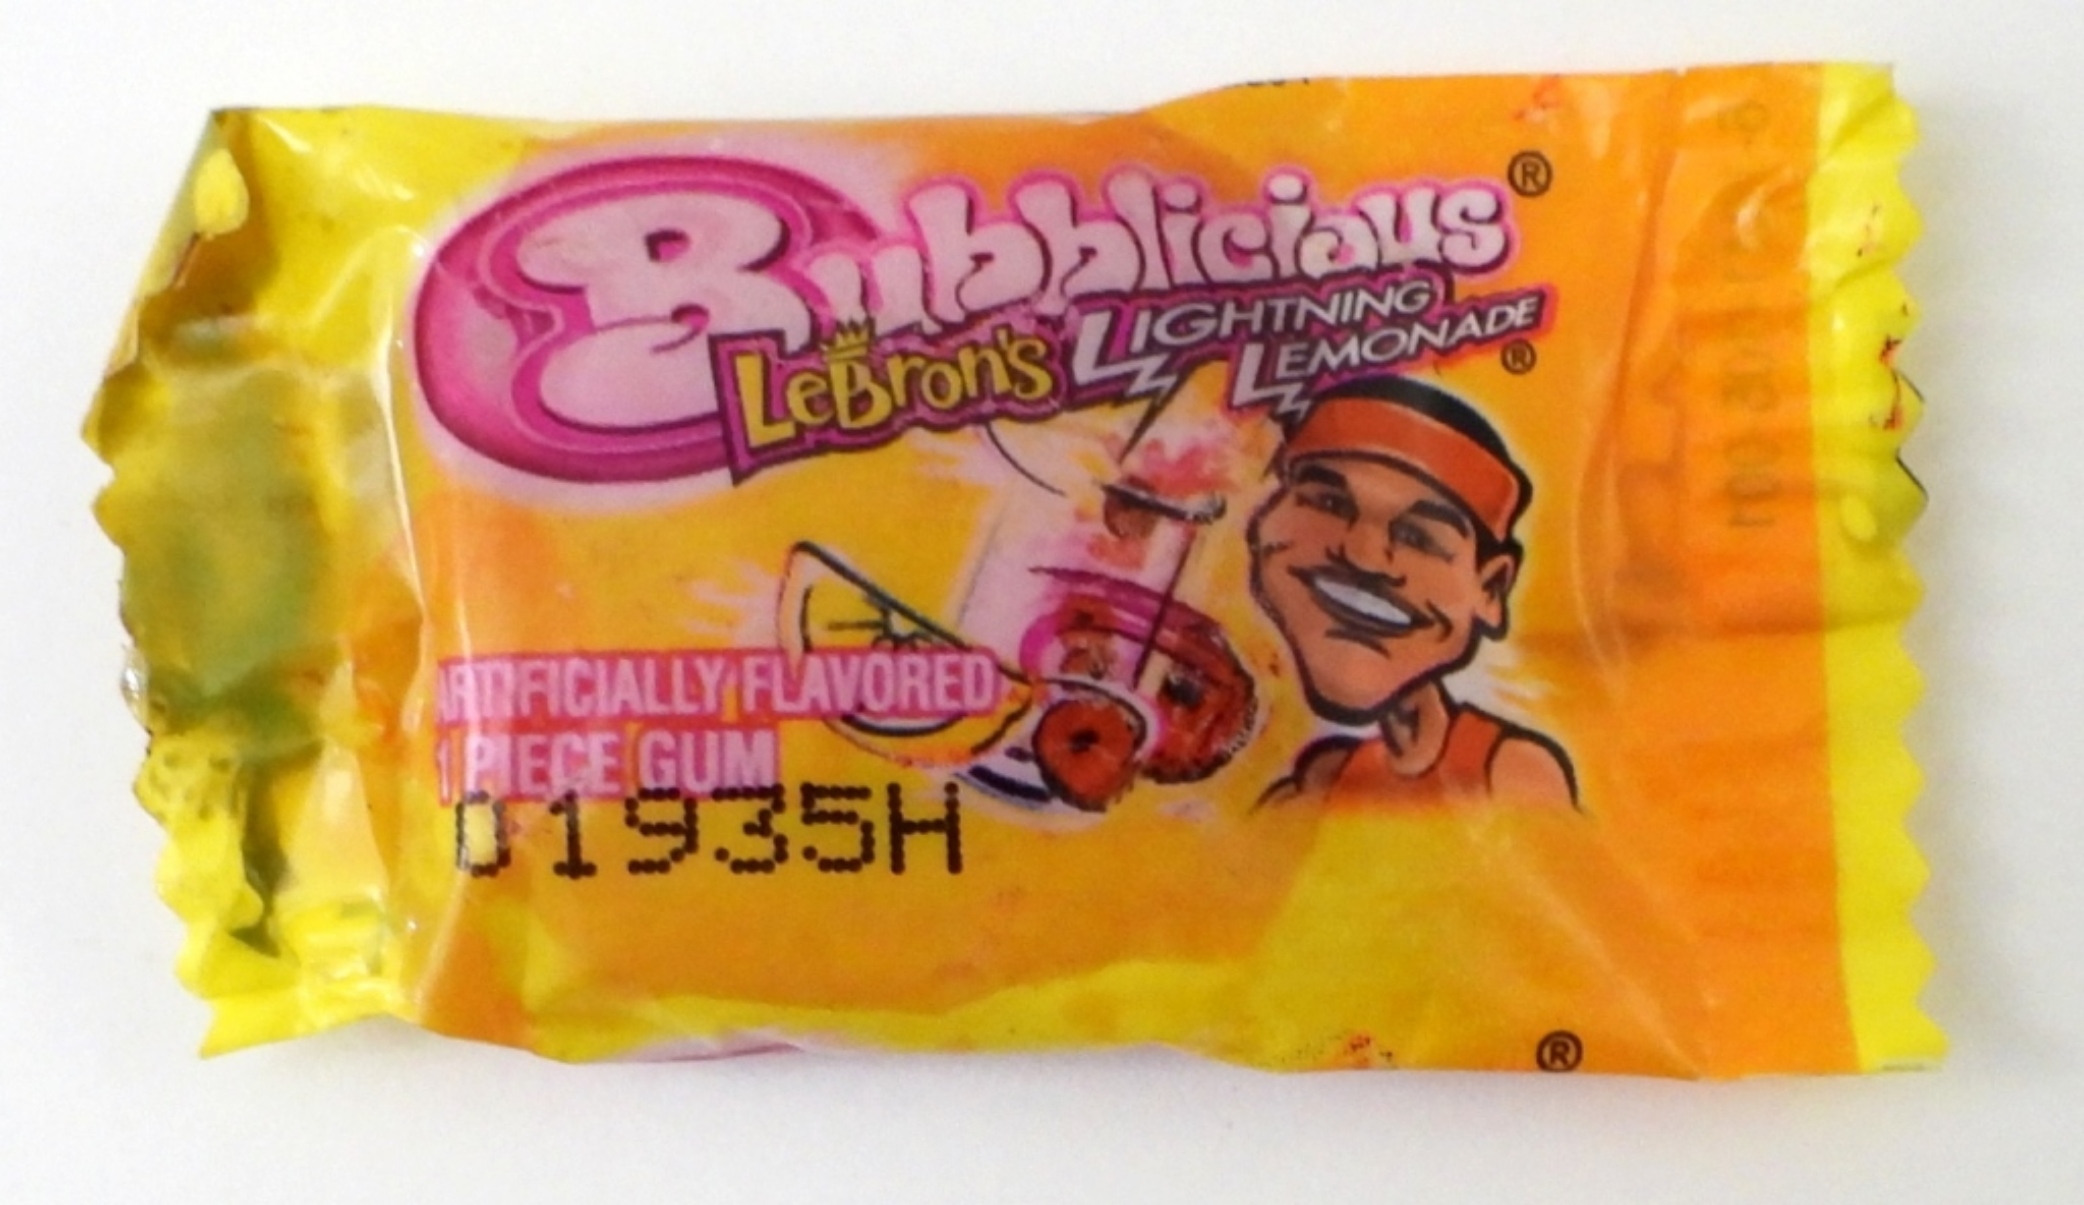 Bubblicious®
LeBron's LIGHTNING
LEMONADE®
ARTIFICIALLY FLAVORED
1 PIECE GUM
01935H
®